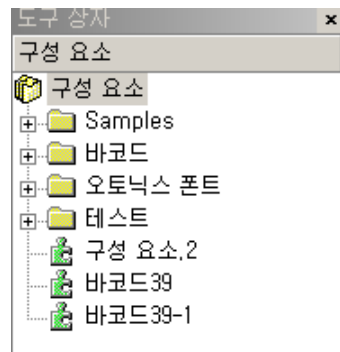 도구 상자
구성 요소
구성 요소
Samples
바코드
오토닉스 폰트
테스트
구성 요소,2
바코드39
바코드39-1